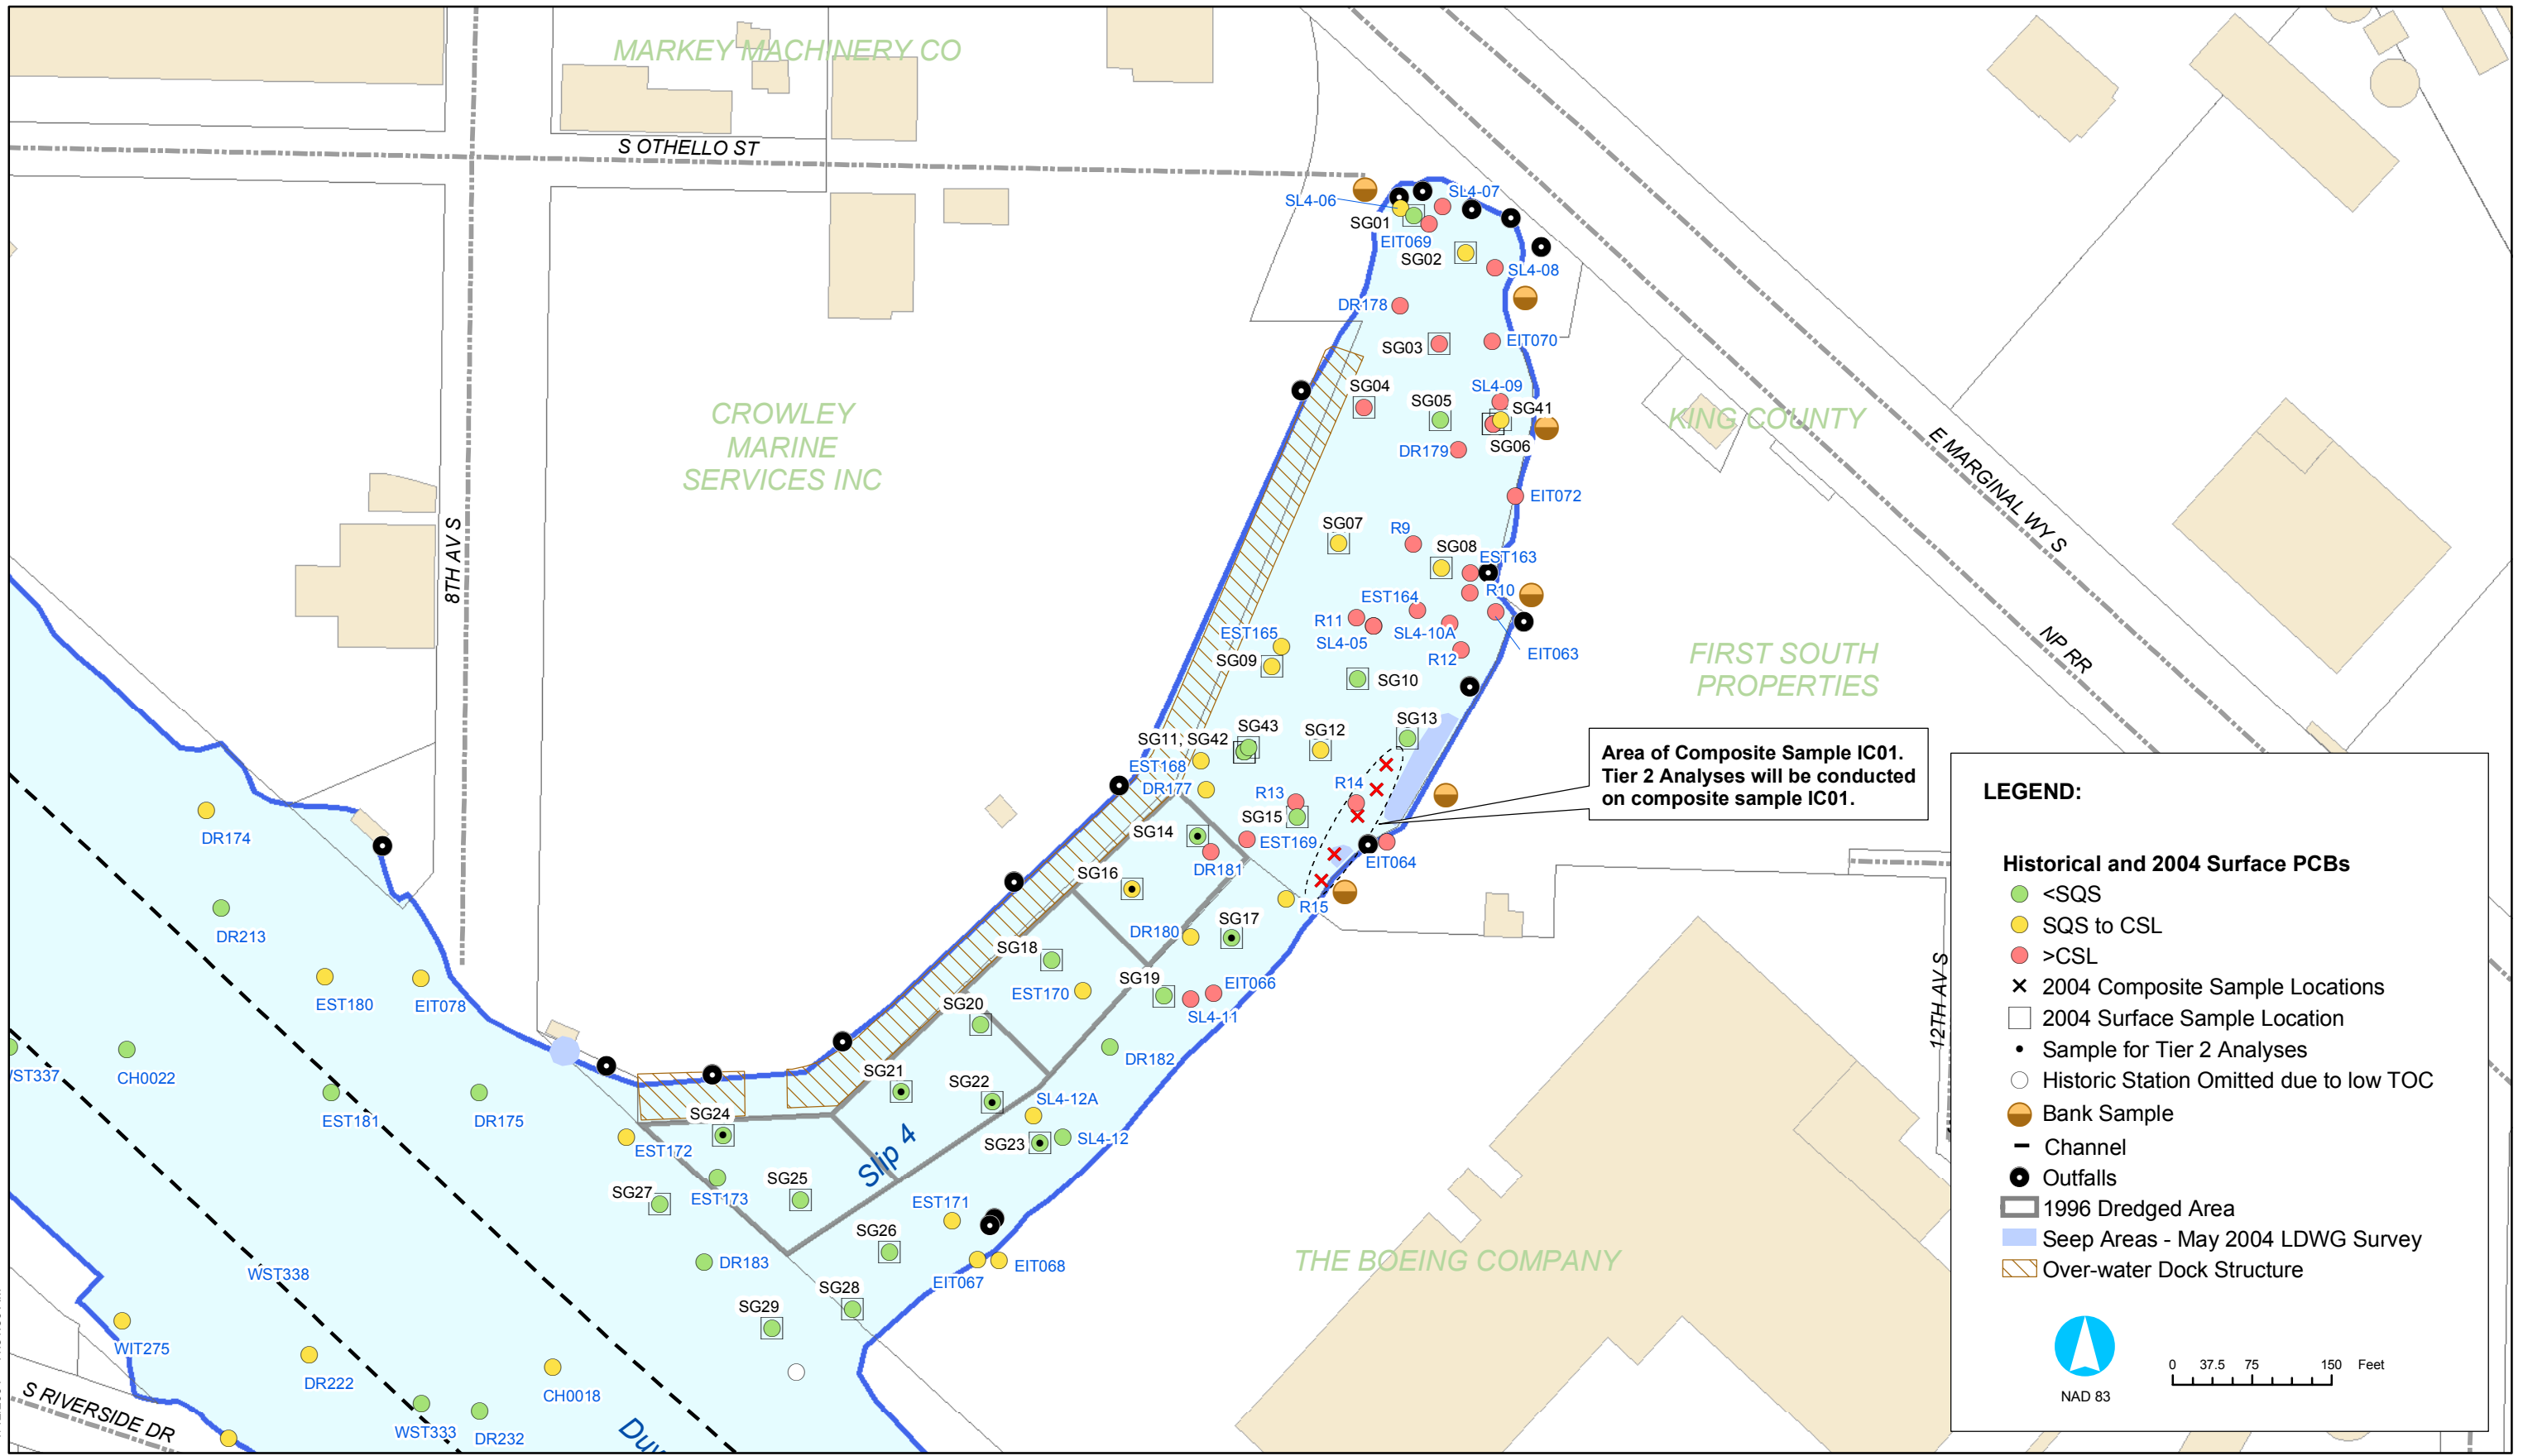 MARKEY MACHINERY CO
S OTHELLO ST
8TH AV S
CROWLEY
MARINE
SERVICES INC
KING COUNTY
E MARGINAL WY S
NP RR
FIRST SOUTH
PROPERTIES
12TH AV S
THE BOEING COMPANY
S RIVERSIDE DR
Slip 4
SL4-06
SL4-07
SG01
EIT069
SG02
SL4-08
DR178
SG03
EIT070
SG04
SL4-09
SG05
SG41
SG06
DR179
EIT072
SG07
R9
SG08
EST163
R10
EST164
R11
EST165
SL4-05
SL4-10A
SG09
R12
EIT063
SG10
SG13
SG43
SG11, SG42
SG12
EST168
DR177
R13
R14
SG14
SG15
EST169
EIT064
DR181
SG16
R15
SG17
DR180
SG18
SG19
EIT066
EST170
SG20
SL4-11
DR182
SG21
SG22
SL4-12A
SG24
SG23
SL4-12
EST172
SG27
EST173
SG25
EST171
SG26
DR183
EIT067
EIT068
SG28
SG29
DR174
DR213
EST180
EIT078
CH0022
EST181
DR175
WST338
WIT275
DR222
CH0018
WST333
DR232
Area of Composite Sample IC01.
Tier 2 Analyses will be conducted
on composite sample IC01.
LEGEND:
Historical and 2004 Surface PCBs
<SQS
SQS to CSL
>CSL
2004 Composite Sample Locations
2004 Surface Sample Location
Sample for Tier 2 Analyses
Historic Station Omitted due to low TOC
Bank Sample
Channel
Outfalls
1996 Dredged Area
Seep Areas - May 2004 LDWG Survey
Over-water Dock Structure
NAD 83
0 37.5 75 150 Feet